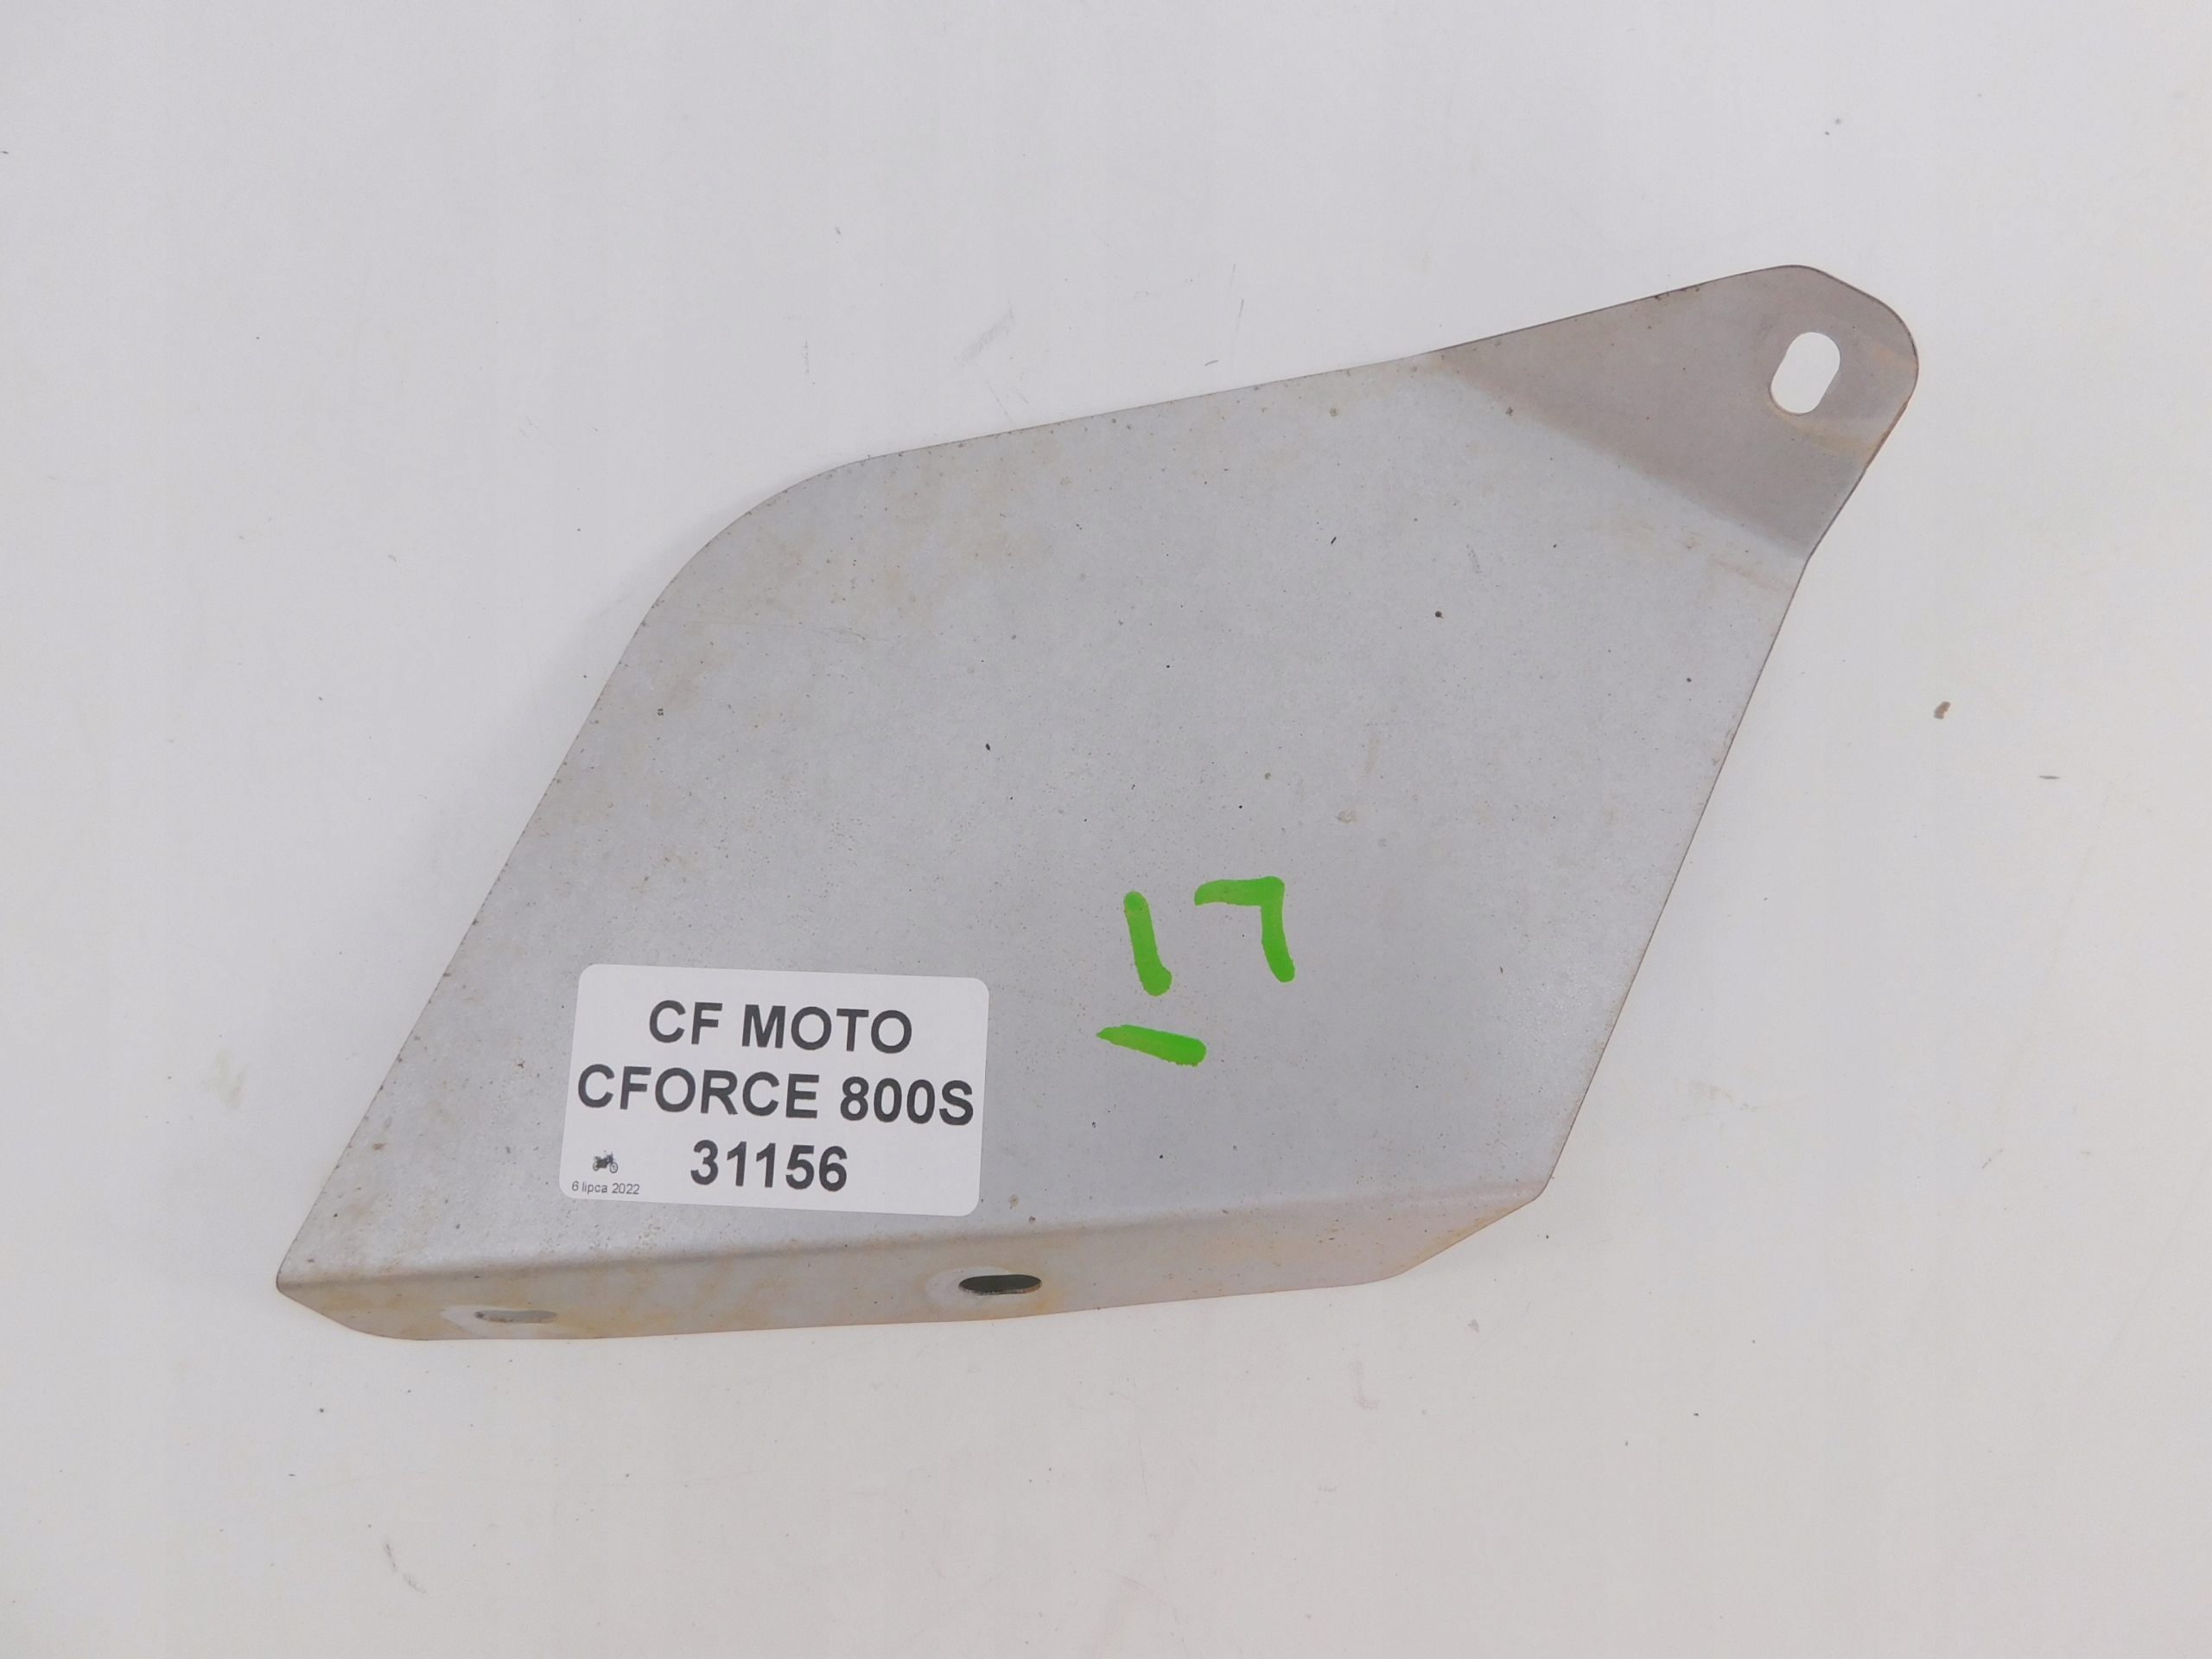 17
CF MOTO
CFORCE 800S
31156
6 lipca 2022